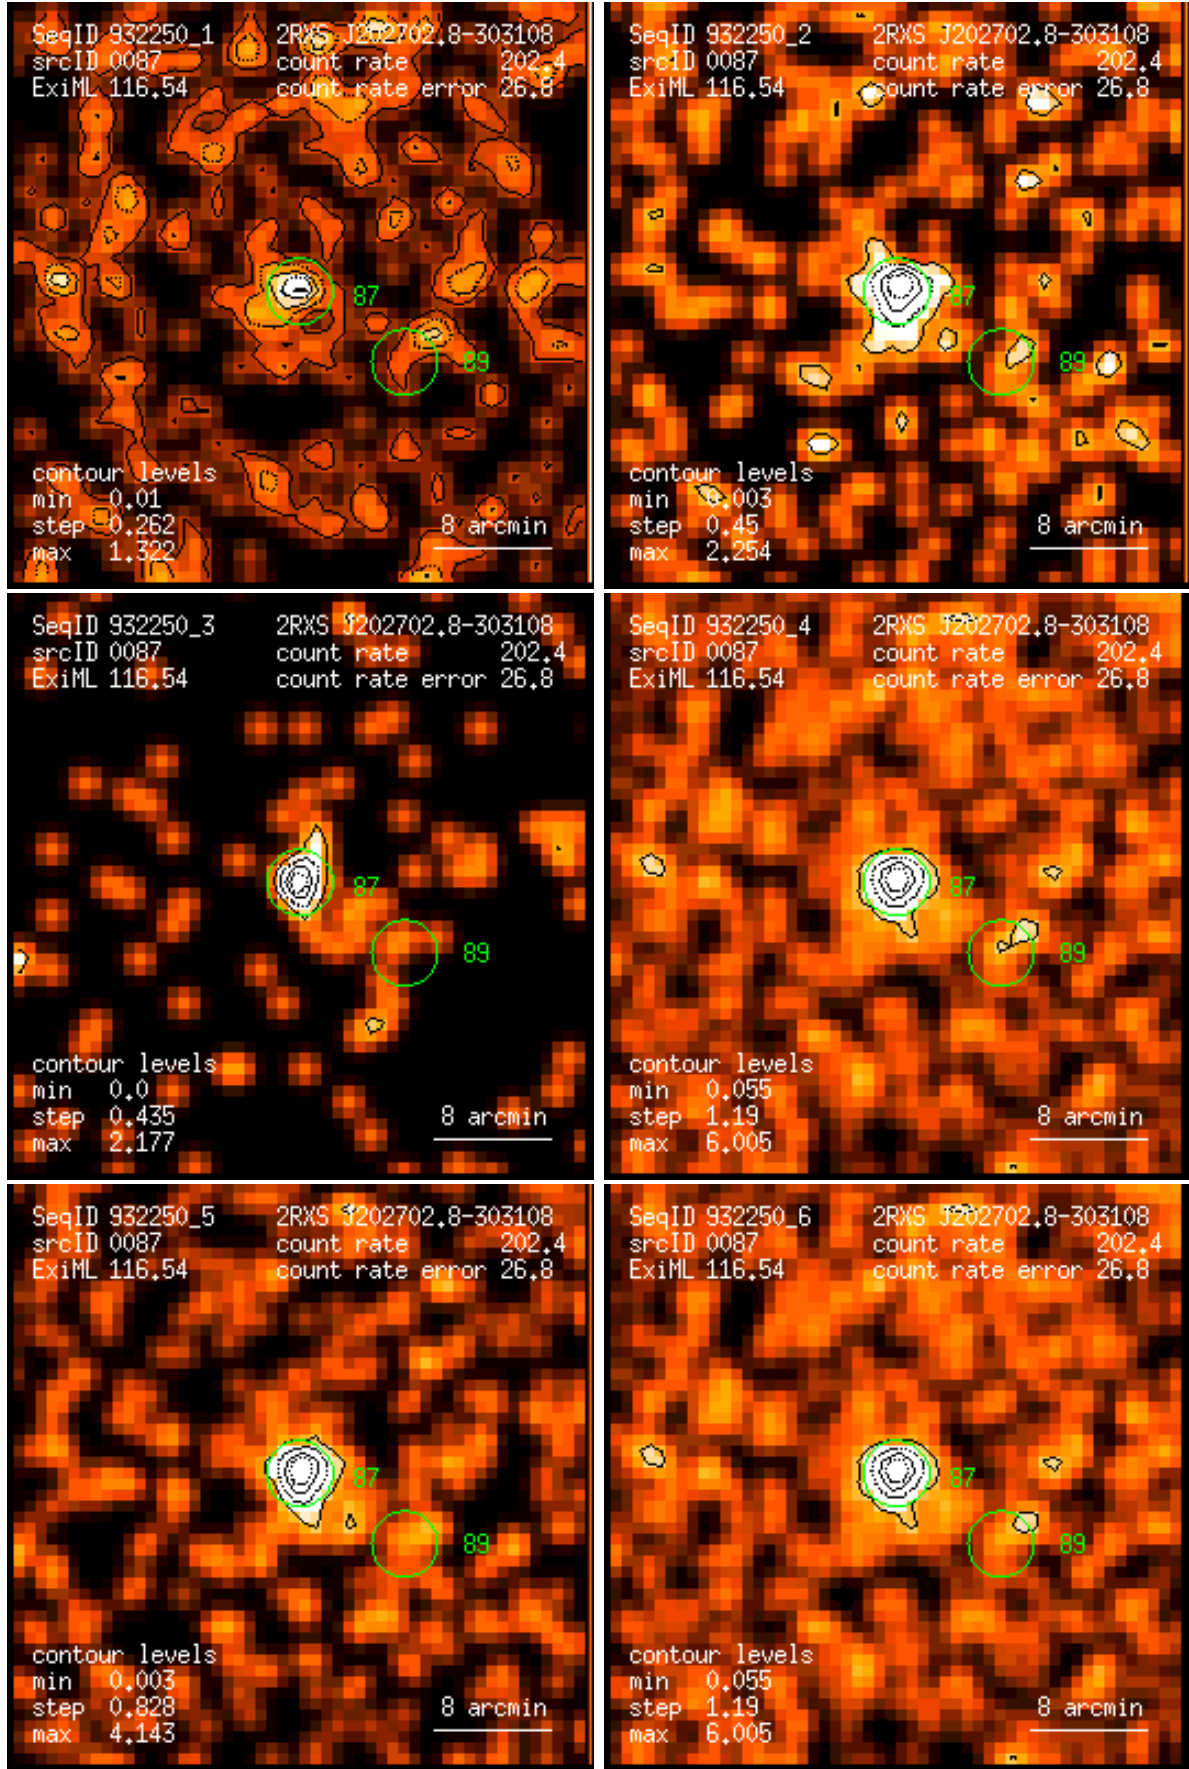 SeqID 932250_1 2RXS J202702.8-303108
srcID 0087 count rate 202.4
ExiML 116.54 count rate error 26.8
87
89
contour levels
min 0.01
step 0.262 8 arcmin
max 1.322
SeqID 932250_2 2RXS J202702.8-303108
srcID 0087 count rate 202.4
ExiML 116.54 count rate error 26.8
87
89
contour levels
min 0.003
step 0.45 8 arcmin
max 2.254
SeqID 932250_3 2RXS J202702.8-303108
srcID 0087 count rate 202.4
ExiML 116.54 count rate error 26.8
87
89
contour levels
min 0.0
step 0.435 8 arcmin
max 2.177
SeqID 932250_4 2RXS J202702.8-303108
srcID 0087 count rate 202.4
ExiML 116.54 count rate error 26.8
87
89
contour levels
min 0.055
step 1.19 8 arcmin
max 6.005
SeqID 932250_5 2RXS J202702.8-303108
srcID 0087 count rate 202.4
ExiML 116.54 count rate error 26.8
87
89
contour levels
min 0.003
step 0.828 8 arcmin
max 4.143
SeqID 932250_6 2RXS J202702.8-303108
srcID 0087 count rate 202.4
ExiML 116.54 count rate error 26.8
87
89
contour levels
min 0.055
step 1.19 8 arcmin
max 6.005